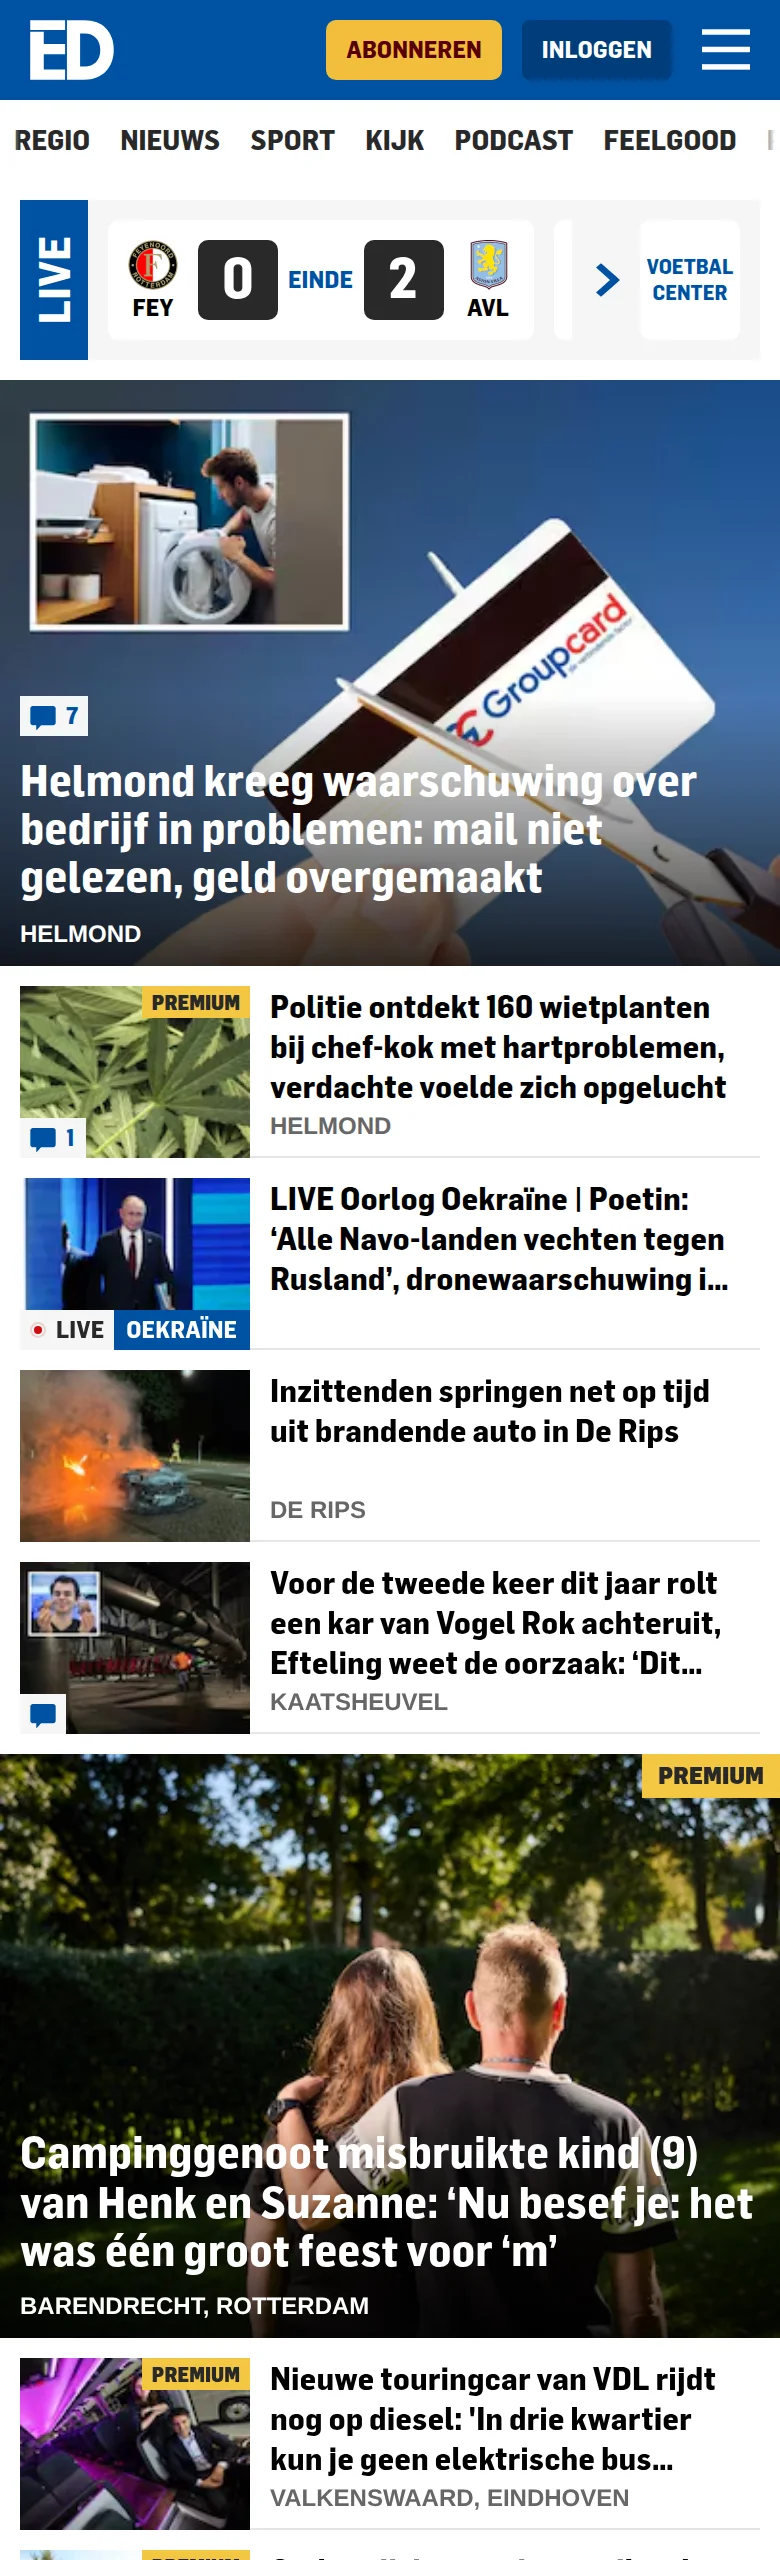 ED
ABONNEREN
INLOGGEN
REGIO NIEUWS SPORT KIJK PODCAST FEELGOOD
LIVE
FEY
0
EINDE
2
AVL
VOETBAL
CENTER
Groupcard
7
Helmond kreeg waarschuwing over
bedrijf in problemen: mail niet
gelezen, geld overgemaakt
HELMOND
PREMIUM
1
Politie ontdekt 160 wietplanten
bij chef-kok met hartproblemen,
verdachte voelde zich opgelucht
HELMOND
LIVE OEKRAÏNE
LIVE Oorlog Oekraïne | Poetin:
‘Alle Navo-landen vechten tegen
Rusland’, dronewaarschuwing i...
Inzittenden springen net op tijd
uit brandende auto in De Rips
DE RIPS
Voor de tweede keer dit jaar rolt
een kar van Vogel Rok achteruit,
Efteling weet de oorzaak: ‘Dit...
KAATSHEUVEL
PREMIUM
Campinggenoot misbruikte kind (9)
van Henk en Suzanne: ‘Nu besef je: het
was één groot feest voor ‘m’
BARENDRECHT, ROTTERDAM
PREMIUM
Nieuwe touringcar van VDL rijdt
nog op diesel: 'In drie kwartier
kun je geen elektrische bus...
VALKENSWAARD, EINDHOVEN